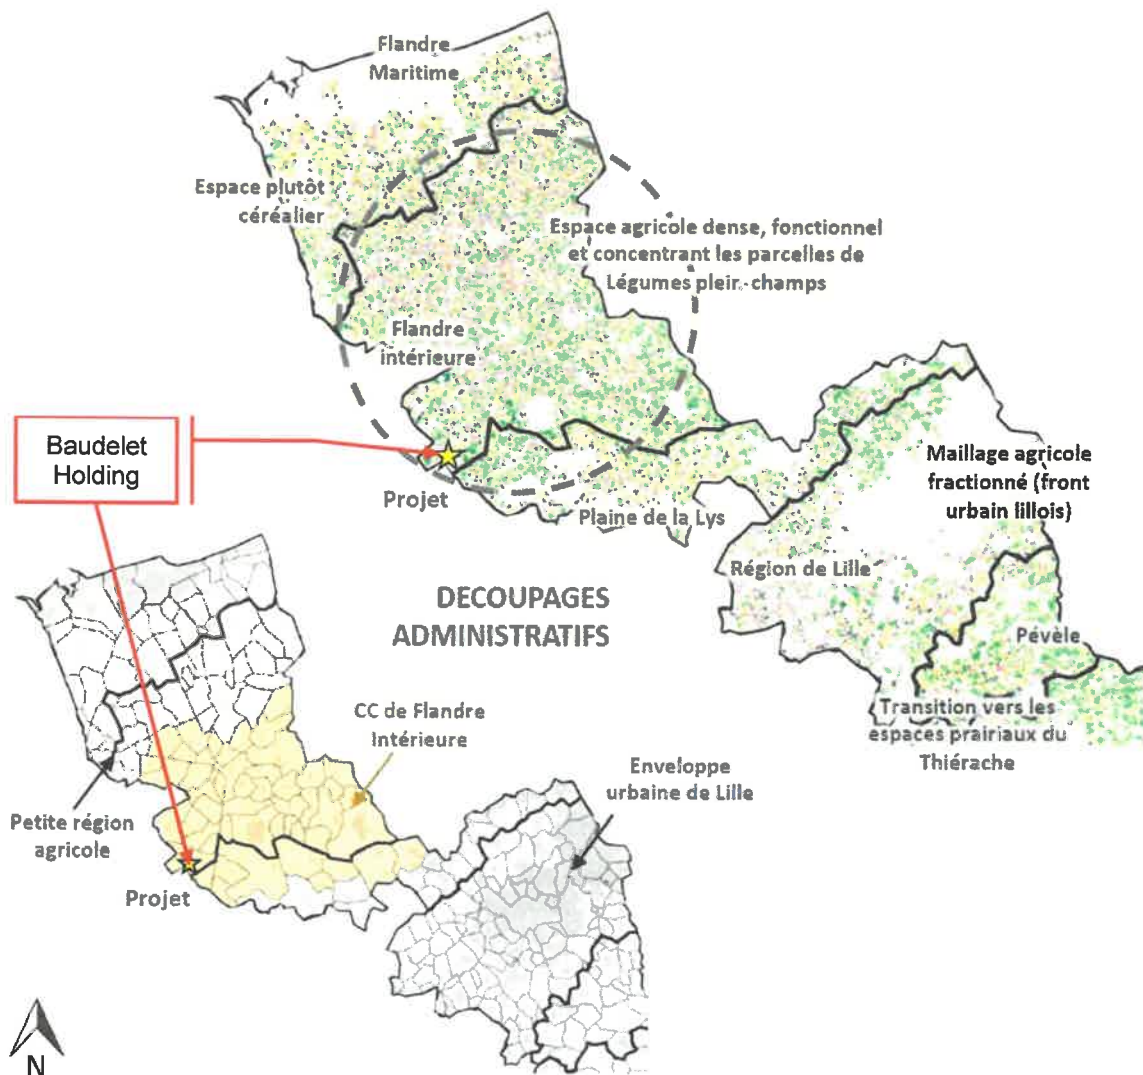 Flandre
Maritime
Espace plutôt
céréalier
Espace agricole dense, fonctionnel
et concentrant les parcelles de
Légumes plein-champs
Flandre
intérieure
Baudelet
Holding
Projet
Plaine de la Lys
Maillage agricole
fractionné (front
urbain lillois)
Région de Lille
Pévèle
Transition vers les
espaces prairiaux du
Thiérache
DECOUPAGES
ADMINISTRATIFS
CC de Flandre
Intérieure
Enveloppe
urbaine de Lille
Petite région
agricole
Projet
N